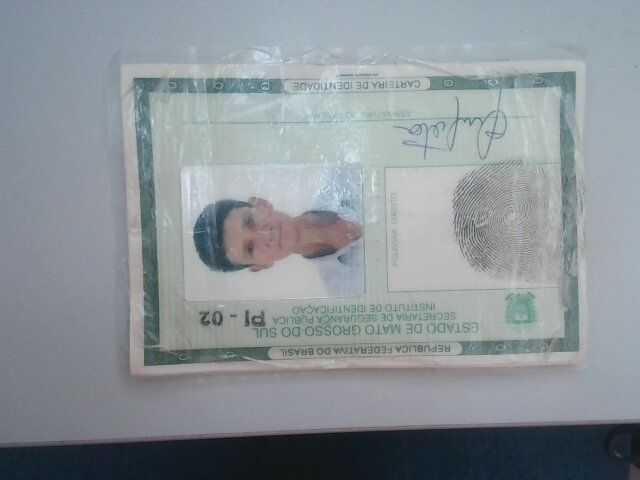 REPÚBLICA FEDERATIVA DO BRASIL
ESTADO DE MATO GROSSO DO SUL
SECRETARIA DE SEGURANÇA PÚBLICA
INSTITUTO DE IDENTIFICAÇÃO
PI - 02
POLEGAR DIREITO
CARTEIRA DE IDENTIDADE